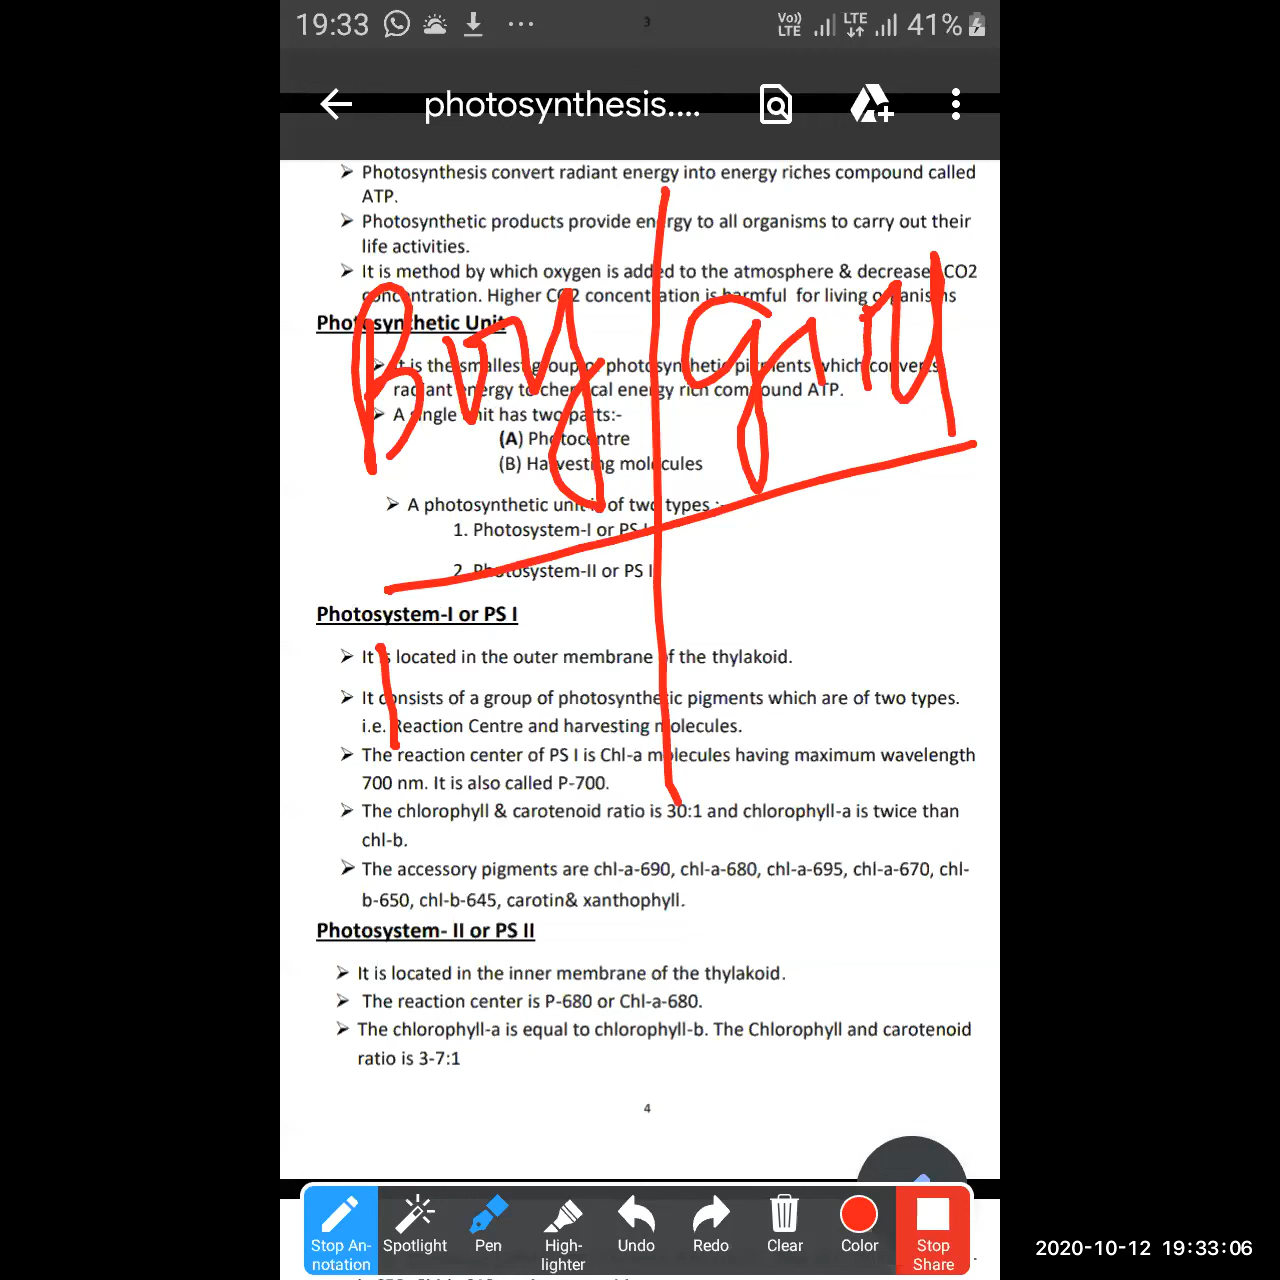 19:33 ... 3 Vo)) LTE LTE 41%
photosynthesis....
➢ Photosynthesis convert radiant energy into energy riches compound called
ATP.
➢ Photosynthetic products provide energy to all organisms to carry out their
life activities.
➢ It is method by which oxygen is added to the atmosphere & decrease CO2
concentration. Higher CO2 concentration is harmful for living organisms
Photosynthetic Unit
Boy girl
➢ It is the smallest group of photosynthetic pigments which converts
radiant energy to chemical energy rich compound ATP.
➢ A single unit has two parts:-
(A) Photocentre
(B) Harvesting molecules
➢ A photosynthetic unit is of two types :-
1. Photosystem-I or PS I
2. Photosystem-II or PS I
Photosystem-I or PS I
➢ It is located in the outer membrane of the thylakoid.
➢ It consists of a group of photosynthetic pigments which are of two types.
i.e. Reaction Centre and harvesting molecules.
➢ The reaction center of PS I is Chl-a molecules having maximum wavelength
700 nm. It is also called P-700.
➢ The chlorophyll & carotenoid ratio is 30:1 and chlorophyll-a is twice than
chl-b.
➢ The accessory pigments are chl-a-690, chl-a-680, chl-a-695, chl-a-670, chl-
b-650, chl-b-645, carotin& xanthophyll.
Photosystem- II or PS II
➢ It is located in the inner membrane of the thylakoid.
➢ The reaction center is P-680 or Chl-a-680.
➢ The chlorophyll-a is equal to chlorophyll-b. The Chlorophyll and carotenoid
ratio is 3-7:1
4
Stop An-
notation
Spotlight
Pen
High-
lighter
Undo
Redo
Clear
Color
Stop
Share
2020-10-12 19:33:06